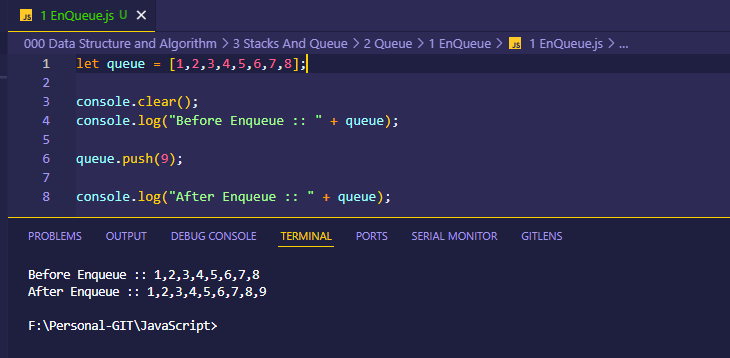 JS 1 EnQueue.js U X
000 Data Structure and Algorithm > 3 Stacks And Queue > 2 Queue > 1 EnQueue > JS 1 EnQueue.js > ...
1 let queue = [1,2,3,4,5,6,7,8];
2
3 console.clear();
4 console.log("Before Enqueue :: " + queue);
5
6 queue.push(9);
7
8 console.log("After Enqueue :: " + queue);
PROBLEMS OUTPUT DEBUG CONSOLE TERMINAL PORTS SERIAL MONITOR GITLENS
Before Enqueue :: 1,2,3,4,5,6,7,8
After Enqueue :: 1,2,3,4,5,6,7,8,9
F:\Personal-GIT\JavaScript>